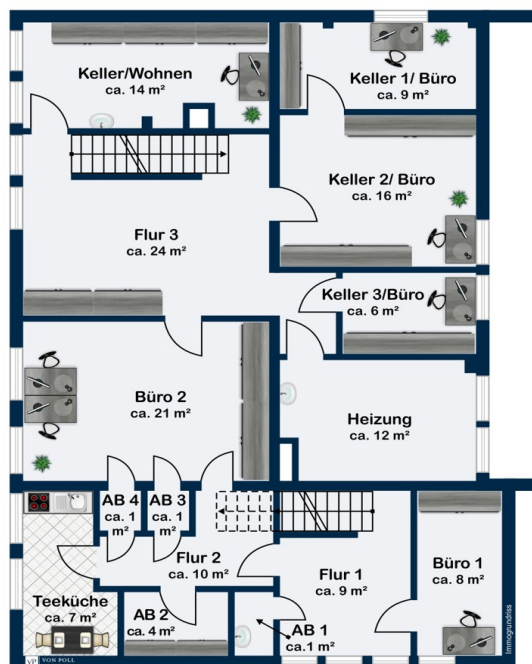 Keller/Wohnen
ca. 14 m²
Keller 1/ Büro
ca. 9 m²
Keller 2/ Büro
ca. 16 m²
Flur 3
ca. 24 m²
Keller 3/Büro
ca. 6 m²
Büro 2
ca. 21 m²
Heizung
ca. 12 m²
AB 4
ca. 1
m²
AB 3
ca. 1
m²
Flur 2
ca. 10 m²
Flur 1
ca. 9 m²
Büro 1
ca. 8 m²
Teeküche
ca. 7 m²
AB 2
ca. 4 m²
AB 1
ca.1 m²
VP VON POLL
Immogrundriss